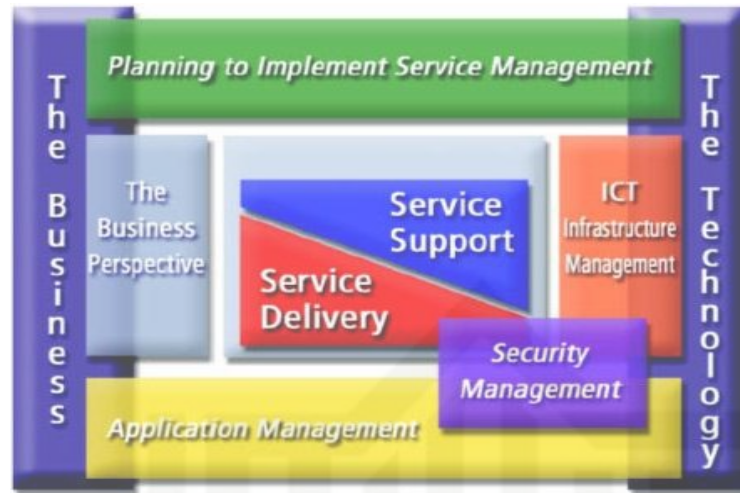 The Business
Planning to Implement Service Management
The Technology
The
Business
Perspective
Service
Support
Service
Delivery
ICT
Infrastructure
Management
Security
Management
Application Management